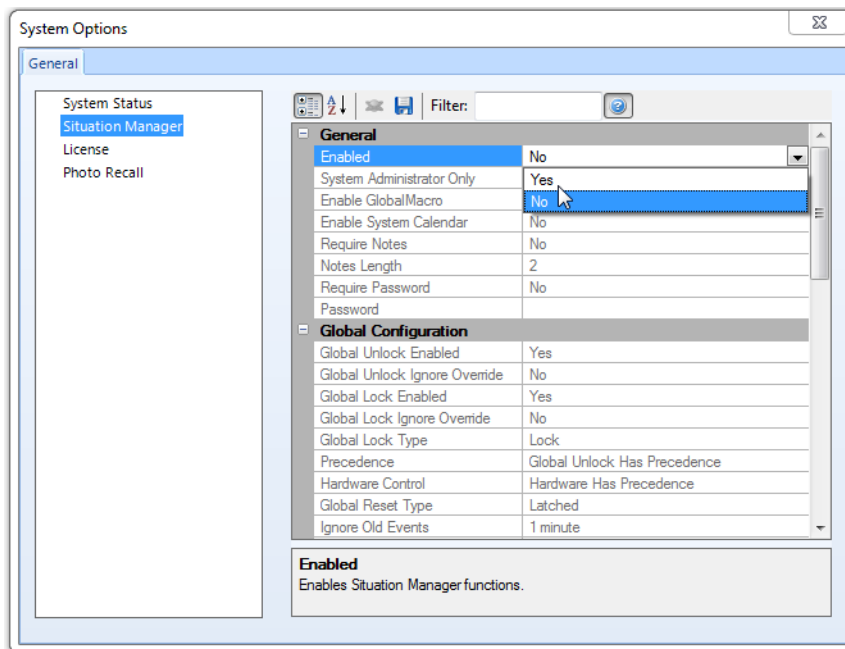 System Options
General
System Status
Situation Manager
License
Photo Recall
Filter:
General
Enabled No
System Administrator Only Yes
Enable GlobalMacro No
Enable System Calendar No
Require Notes No
Notes Length 2
Require Password No
Password
Global Configuration
Global Unlock Enabled Yes
Global Unlock Ignore Override No
Global Lock Enabled Yes
Global Lock Ignore Override No
Global Lock Type Lock
Precedence Global Unlock Has Precedence
Hardware Control Hardware Has Precedence
Global Reset Type Latched
Ignore Old Events 1 minute
Enabled
Enables Situation Manager functions.